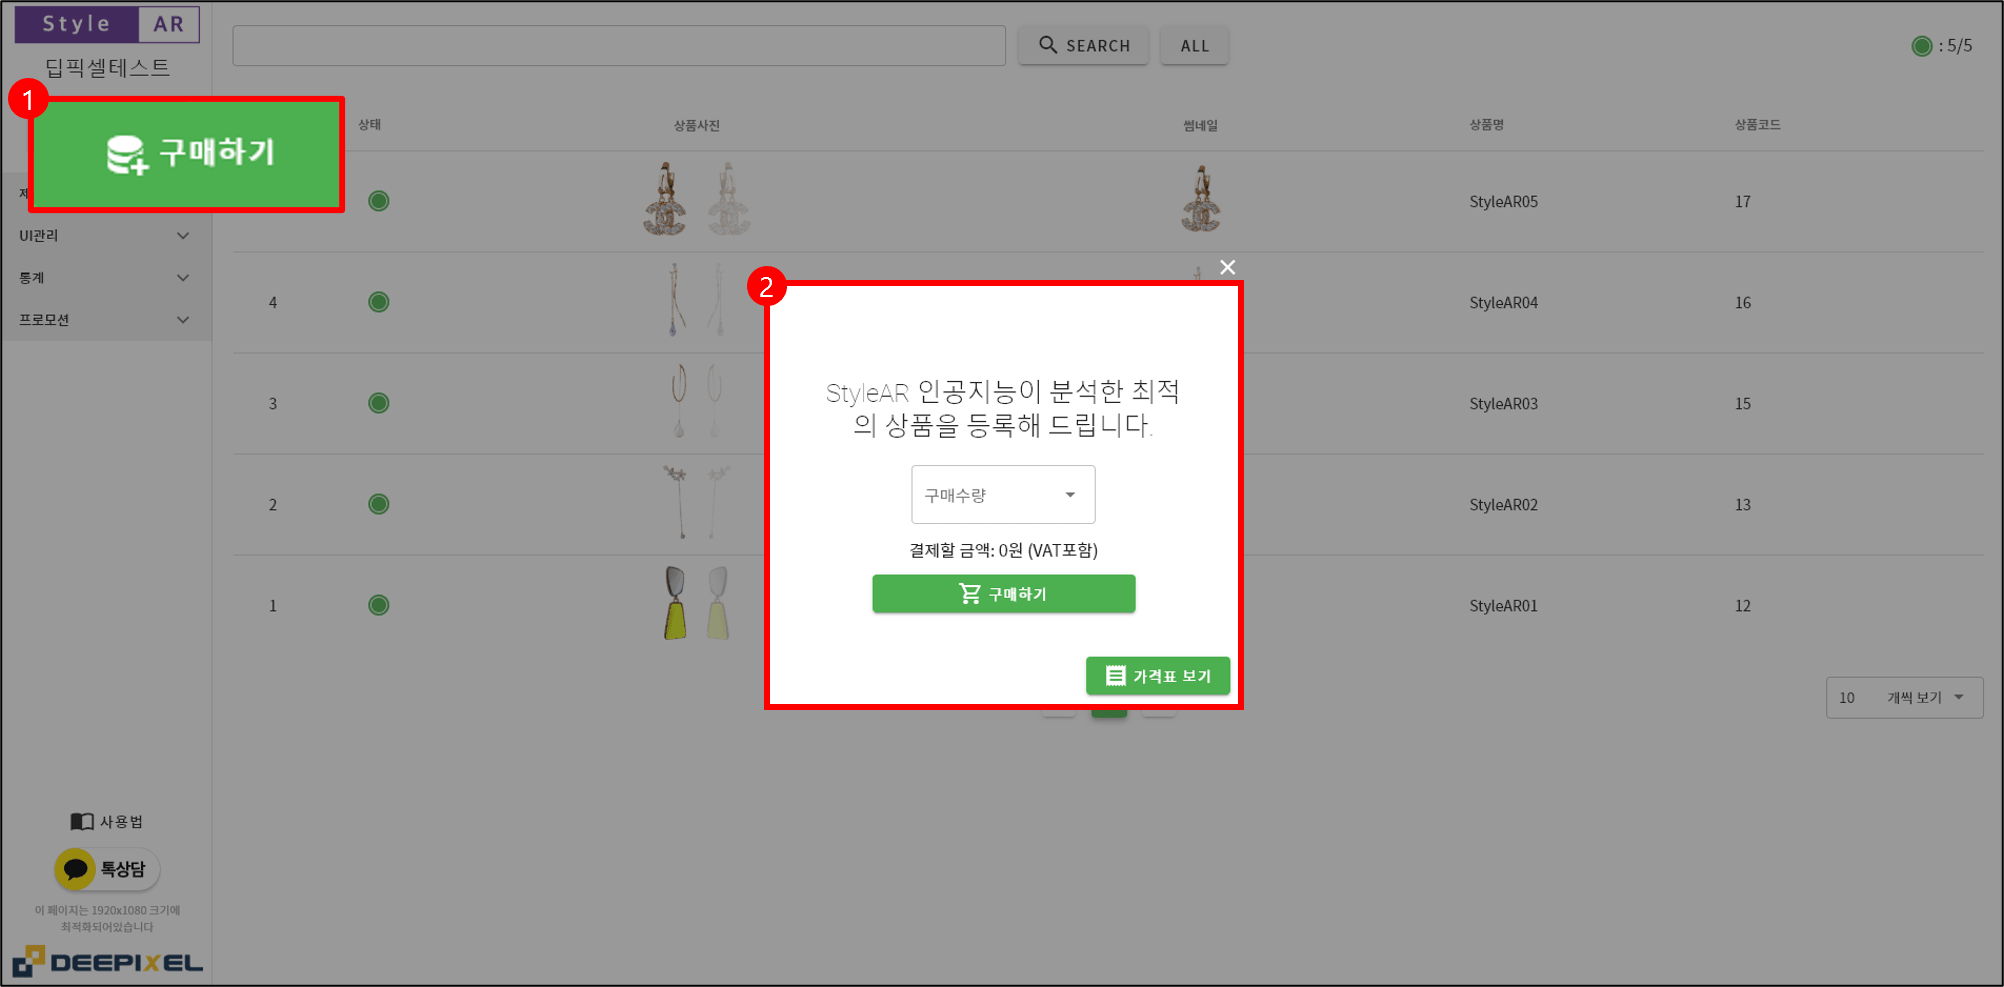 Style AR
딥픽셀테스트
1
구매하기
제
UI관리
통계
프로모션
사용법
톡상담
이 페이지는 1920x1080 크기에
최적화되어있습니다
DEEPIXEL
SEARCH
ALL
: 5/5
상태 상품사진 썸네일 상품명 상품코드
StyleAR05 17
4 StyleAR04 16
3 StyleAR03 15
2 StyleAR02 13
1 StyleAR01 12
10 개씩 보기
2
StyleAR 인공지능이 분석한 최적
의 상품을 등록해 드립니다.
구매수량
결제할 금액: 0원 (VAT포함)
구매하기
가격표 보기